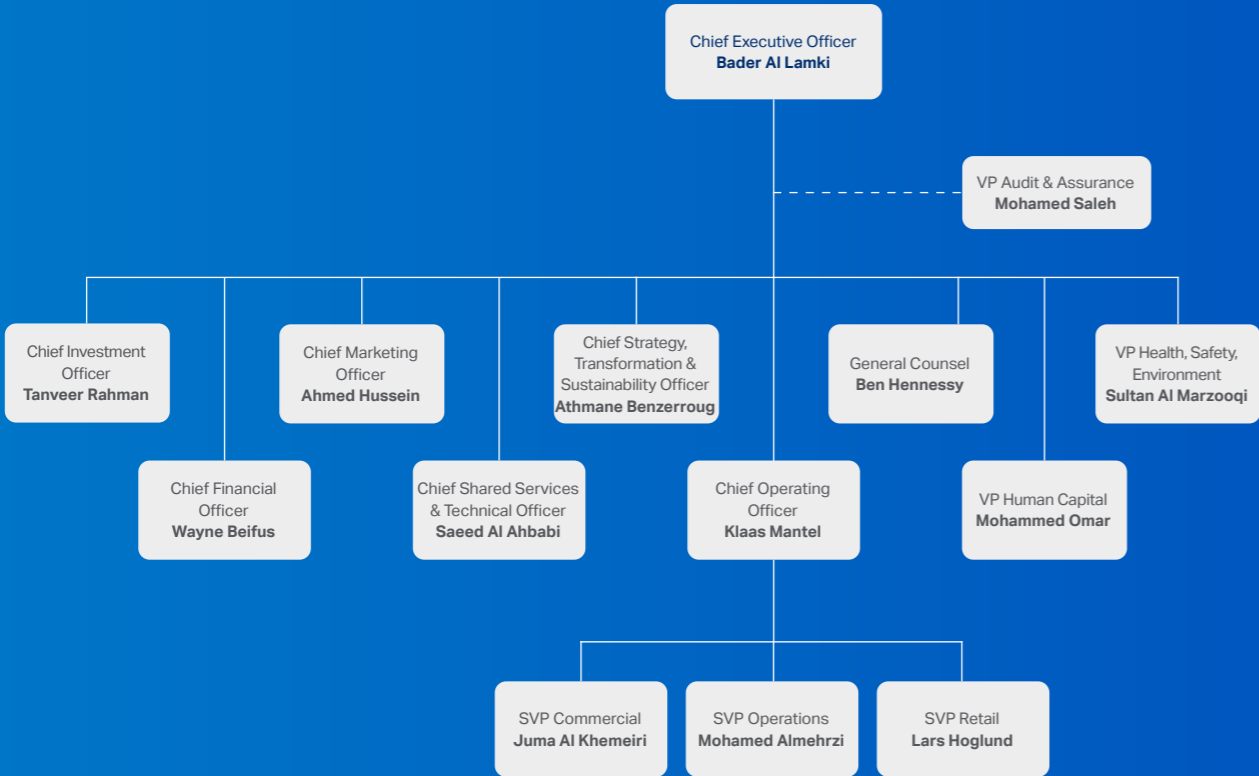 Chief Executive Officer
Bader Al Lamki
VP Audit & Assurance
Mohamed Saleh
Chief Investment
Officer
Tanveer Rahman
Chief Marketing
Officer
Ahmed Hussein
Chief Strategy,
Transformation &
Sustainability Officer
Athmane Benzerroug
General Counsel
Ben Hennessy
VP Health, Safety,
Environment
Sultan Al Marzooqi
Chief Financial
Officer
Wayne Beifus
Chief Shared Services
& Technical Officer
Saeed Al Ahbabi
Chief Operating
Officer
Klaas Mantel
VP Human Capital
Mohammed Omar
SVP Commercial
Juma Al Khemeiri
SVP Operations
Mohamed Almehrzi
SVP Retail
Lars Hoglund